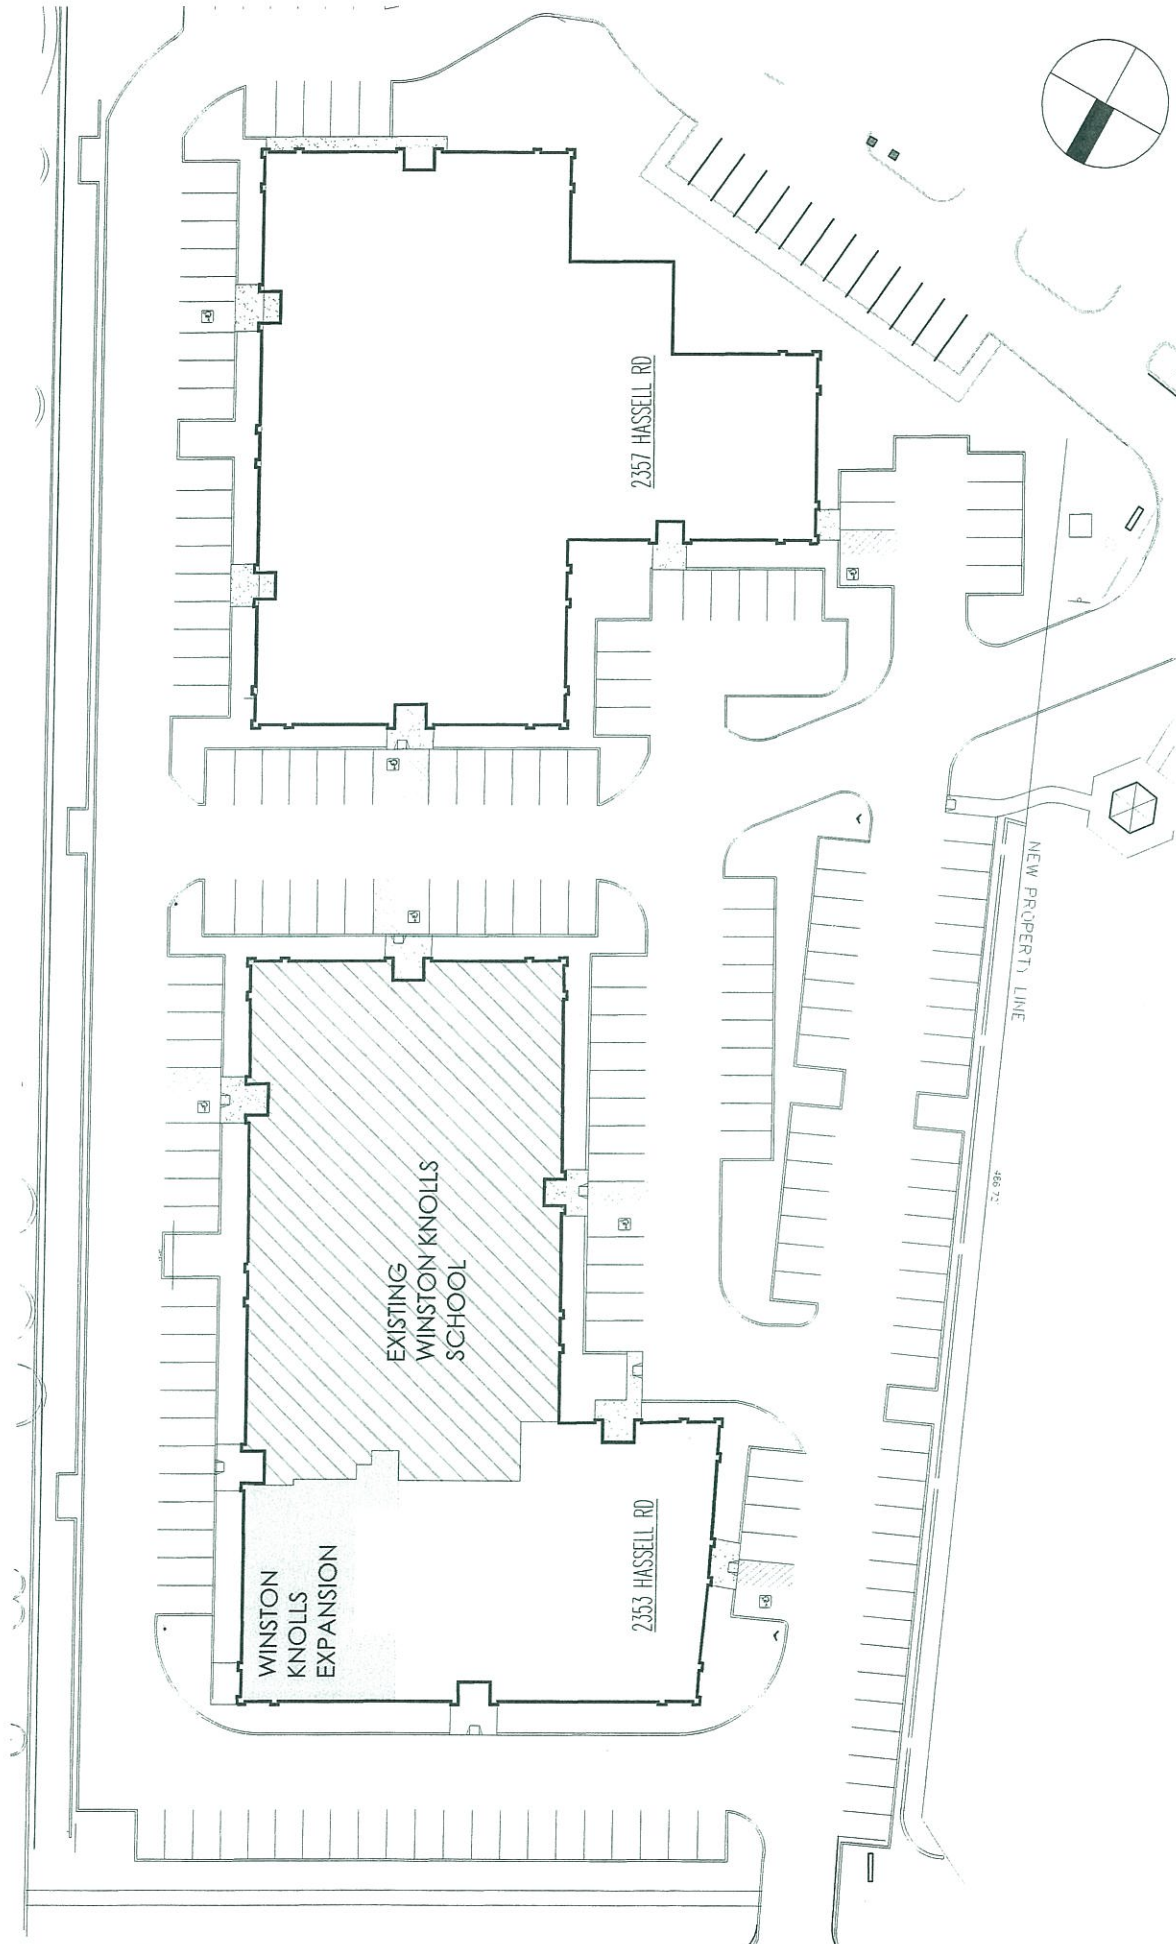 2357 HASSELL RD
NEW PROPERTY LINE
EXISTING
WINSTON KNOLLS
SCHOOL
2353 HASSELL RD
WINSTON
KNOLLS
EXPANSION